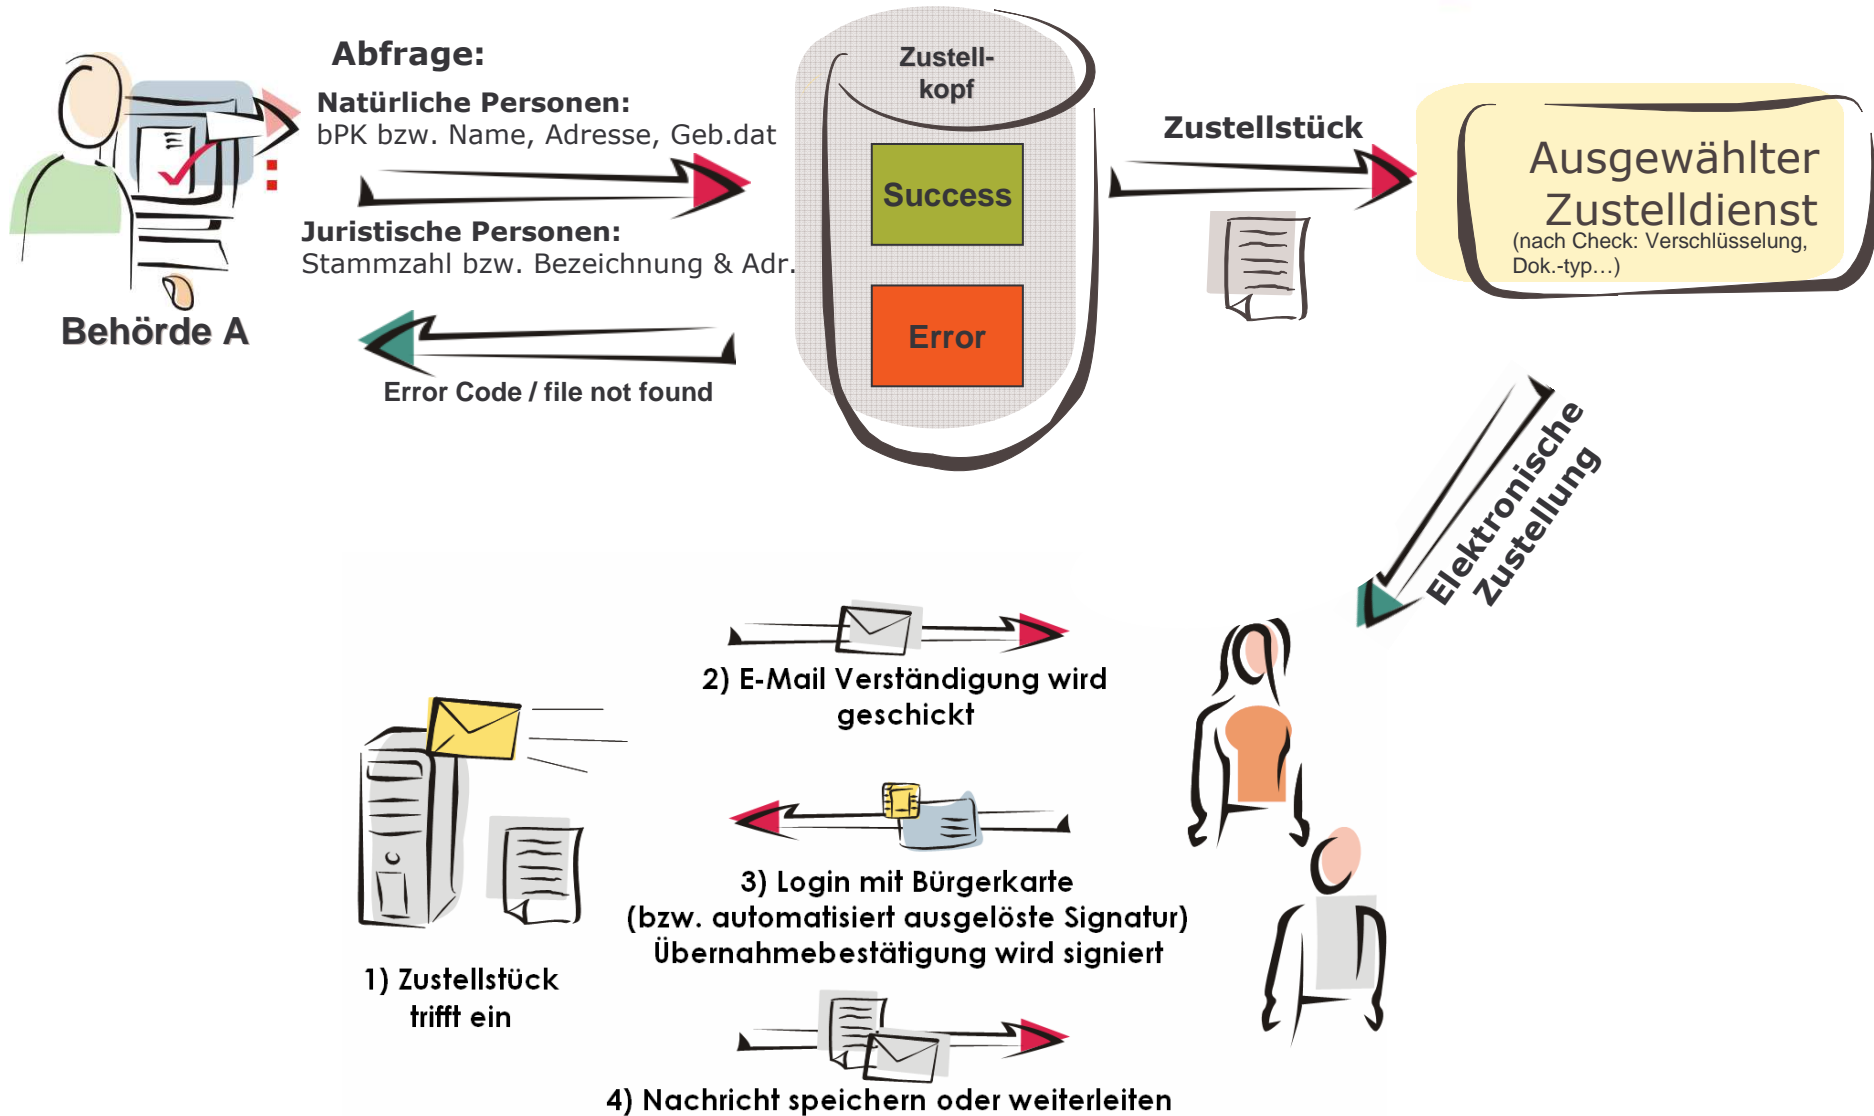 Abfrage:
Natürliche Personen:
bPK bzw. Name, Adresse, Geb.dat
:
Juristische Personen:
Stammzahl bzw. Bezeichnung & Adr.
Behörde A
Error Code / file not found
Zustell-
kopf
Success
Error
Zustellstück
Ausgewählter
Zustelldienst
(nach Check: Verschlüsselung,
Dok.-typ…)
Elektronische
Zustellung
1) Zustellstück
trifft ein
2) E-Mail Verständigung wird
geschickt
3) Login mit Bürgerkarte
(bzw. automatisiert ausgelöste Signatur)
Übernahmebestätigung wird signiert
4) Nachricht speichern oder weiterleiten